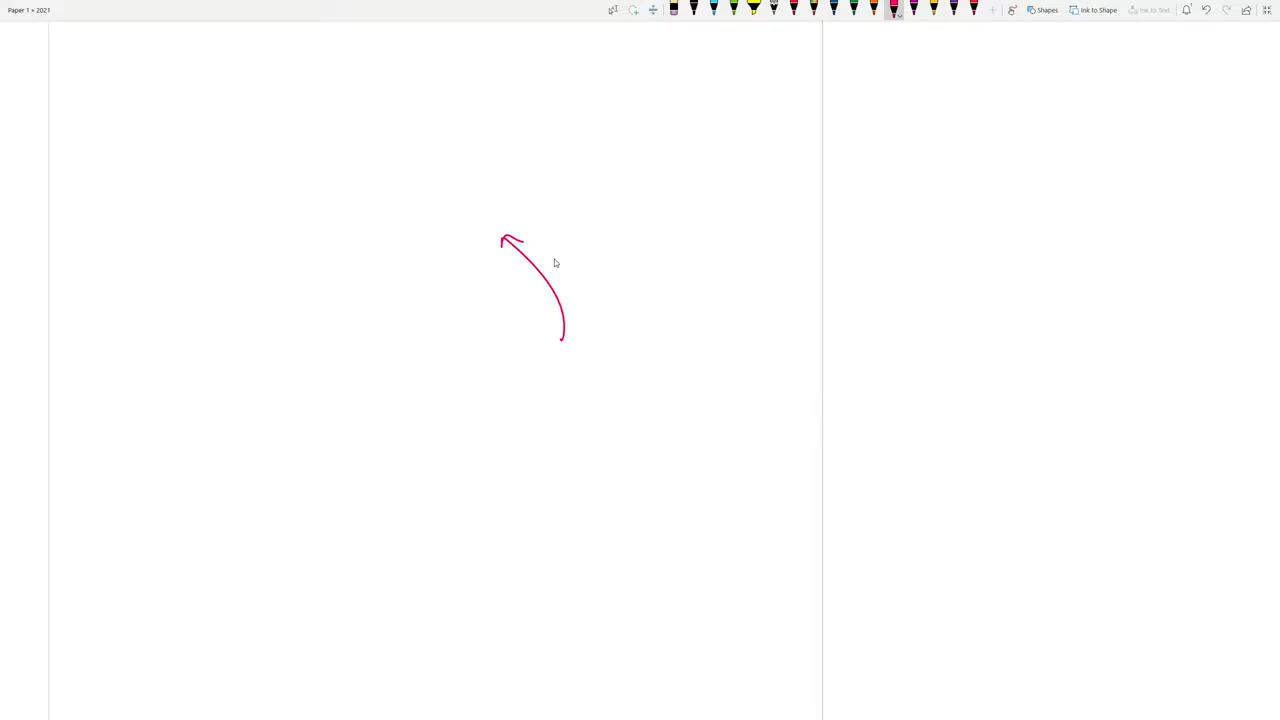 Paper 1 » 2021
Shapes
Ink to Shape
Ink to Text